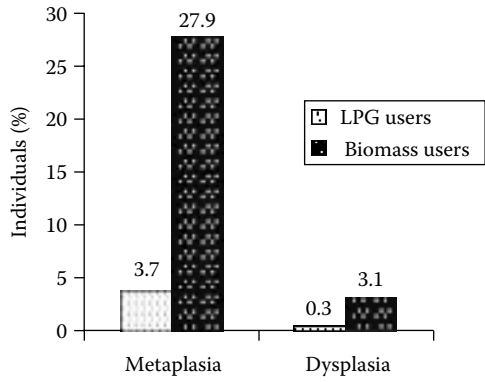 30
27.9
25
20
15
10
5
0
Individuals (%)
LPG users
Biomass users
3.7
0.3
3.1
Metaplasia
Dysplasia